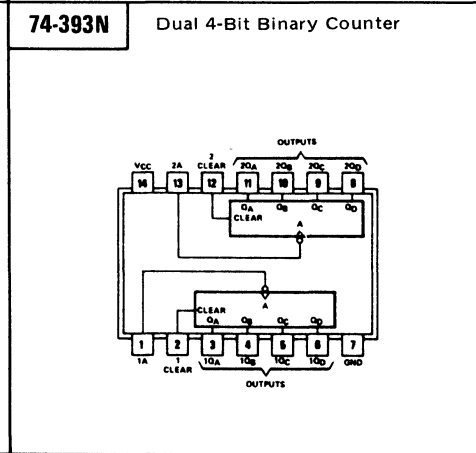 74-393N Dual 4-Bit Binary Counter
OUTPUTS
2
VCC 2A CLEAR 2QA 2QB 2QC 2QD
14 13 12 11 10 9 8
QA QB QC QD
CLEAR
A
A
CLEAR
QA QB QC QD
1 2 3 4 5 6 7
1A 1 1QA 1QB 1QC 1QD GND
CLEAR
OUTPUTS